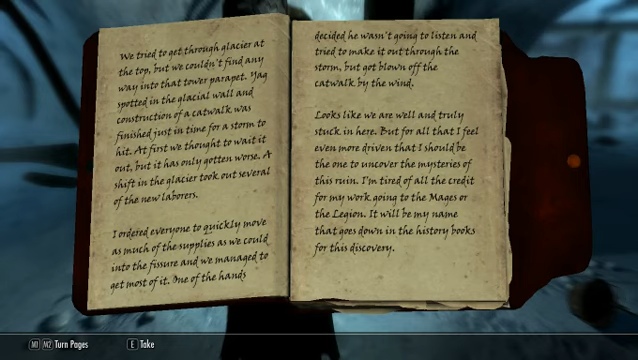 We tried to get through glacier at
the top, but we couldn't find any
way into that tower parapet. Yag
spotted in the glacial wall and
construction of a catwalk was
finished just in time for a storm to
hit. At first we thought to wait it
out, but it has only gotten worse. A
shift in the glacier took out several
of the new laborers.
I ordered everyone to quickly move
as much of the supplies as we could
into the fissure and we managed to
get most of it. One of the hands
decided he wasn't going to listen and
tried to make it out through the
storm, but got blown off the
catwalk by the wind.
Looks like we are well and truly
stuck in here. But for all that I feel
even more driven that I should be
the one to uncover the mysteries of
this ruin. I'm tired of all the credit
for my work going to the Mages or
the Legion. It will be my name
that goes down in the history books
for this discovery.
M1 M2 Turn Pages E Take